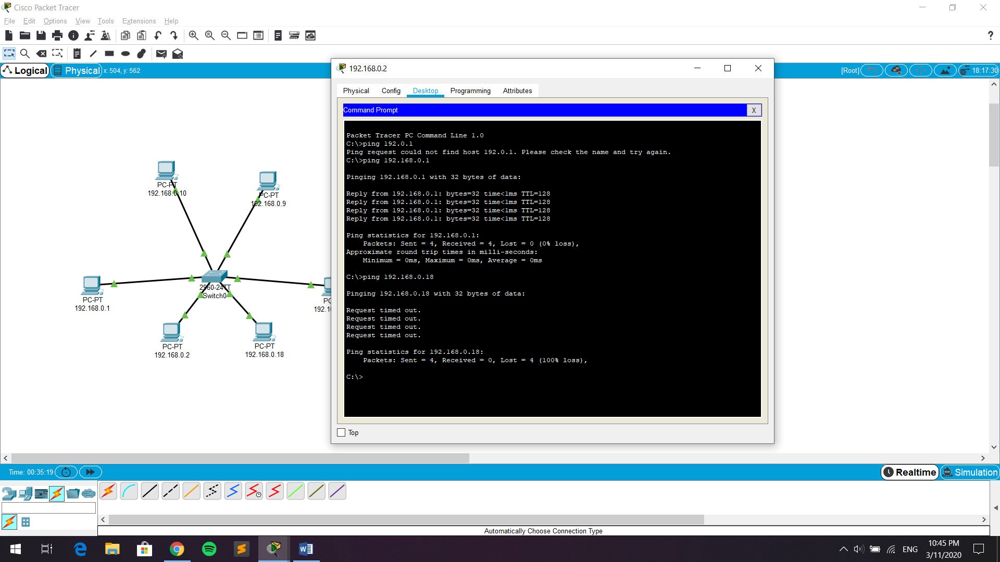 Cisco Packet Tracer
File Edit Options View Tools Extensions Help
?
Logical Physical x: 504, y: 562
[Root] 18:17:30
PC-PT
192.168.0.10
PC-PT
192.168.0.9
PC-PT
192.168.0.1
2960-24TT
Switch0
PC
192.1
PC-PT
192.168.0.2
PC-PT
192.168.0.18
192.168.0.2
Physical Config Desktop Programming Attributes
Command Prompt
X
Packet Tracer PC Command Line 1.0
C:\>ping 192.0.1
Ping request could not find host 192.0.1. Please check the name and try again.
C:\>ping 192.168.0.1
Pinging 192.168.0.1 with 32 bytes of data:
Reply from 192.168.0.1: bytes=32 time<1ms TTL=128
Reply from 192.168.0.1: bytes=32 time<1ms TTL=128
Reply from 192.168.0.1: bytes=32 time<1ms TTL=128
Reply from 192.168.0.1: bytes=32 time<1ms TTL=128
Ping statistics for 192.168.0.1:
Packets: Sent = 4, Received = 4, Lost = 0 (0% loss),
Approximate round trip times in milli-seconds:
Minimum = 0ms, Maximum = 0ms, Average = 0ms
C:\>ping 192.168.0.18
Pinging 192.168.0.18 with 32 bytes of data:
Request timed out.
Request timed out.
Request timed out.
Request timed out.
Ping statistics for 192.168.0.18:
Packets: Sent = 4, Received = 0, Lost = 4 (100% loss),
C:\>
Top
Time: 00:35:19
Realtime Simulation
Automatically Choose Connection Type
ENG
10:45 PM
3/11/2020